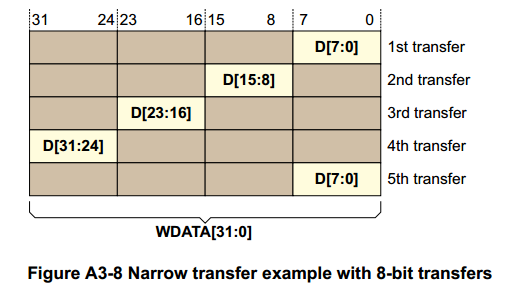 31 24 23 16 15 8 7 0
D[7:0] 1st transfer
D[15:8] 2nd transfer
D[23:16] 3rd transfer
D[31:24] 4th transfer
D[7:0] 5th transfer
WDATA[31:0]
Figure A3-8 Narrow transfer example with 8-bit transfers